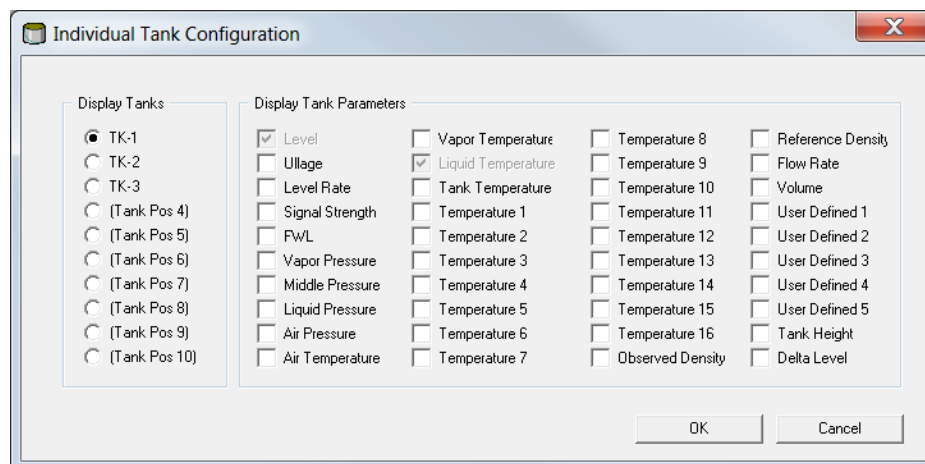 Individual Tank Configuration
Display Tanks
TK-1
TK-2
TK-3
(Tank Pos 4)
(Tank Pos 5)
(Tank Pos 6)
(Tank Pos 7)
(Tank Pos 8)
(Tank Pos 9)
(Tank Pos 10)
Display Tank Parameters
Level
Ullage
Level Rate
Signal Strength
FWL
Vapor Pressure
Middle Pressure
Liquid Pressure
Air Pressure
Air Temperature
Vapor Temperature
Liquid Temperature
Tank Temperature
Temperature 1
Temperature 2
Temperature 3
Temperature 4
Temperature 5
Temperature 6
Temperature 7
Temperature 8
Temperature 9
Temperature 10
Temperature 11
Temperature 12
Temperature 13
Temperature 14
Temperature 15
Temperature 16
Observed Density
Reference Density
Flow Rate
Volume
User Defined 1
User Defined 2
User Defined 3
User Defined 4
User Defined 5
Tank Height
Delta Level
OK
Cancel